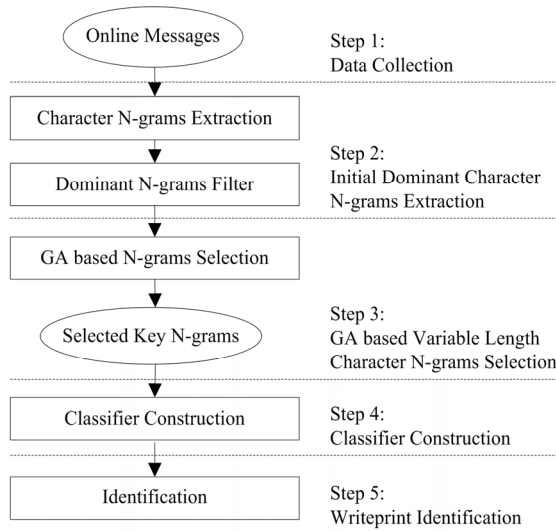 Online Messages
Step 1:
Data Collection
Character N-grams Extraction
Dominant N-grams Filter
Step 2:
Initial Dominant Character
N-grams Extraction
GA based N-grams Selection
Selected Key N-grams
Step 3:
GA based Variable Length
Character N-grams Selection
Classifier Construction
Step 4:
Classifier Construction
Identification
Step 5:
Writeprint Identification